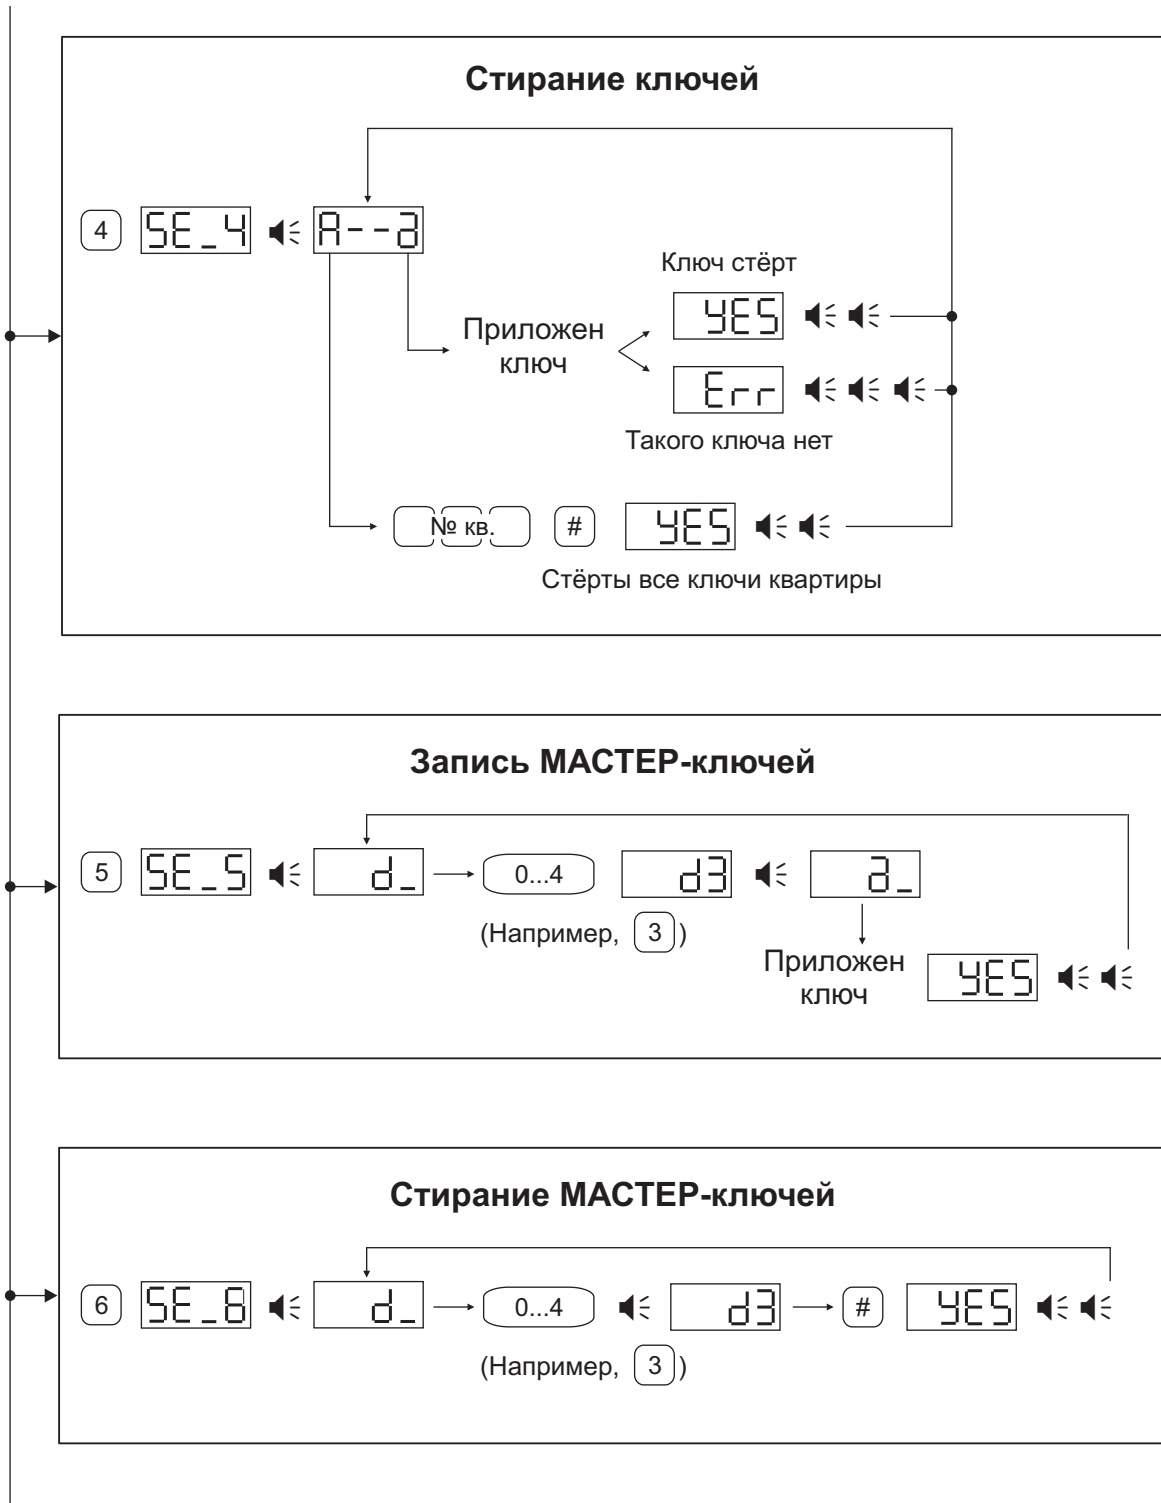 Стирание ключей
4 SE_4 A--a
Ключ стёрт
YES
Приложен
ключ
Err
Такого ключа нет
№ кв. # YES
Стёрты все ключи квартиры
Запись МАСТЕР-ключей
5 SE_5 d_ 0...4 d3 a_
(Например, 3)
Приложен
ключ
YES
Стирание МАСТЕР-ключей
6 SE_6 d_ 0...4 d3 # YES
(Например, 3)